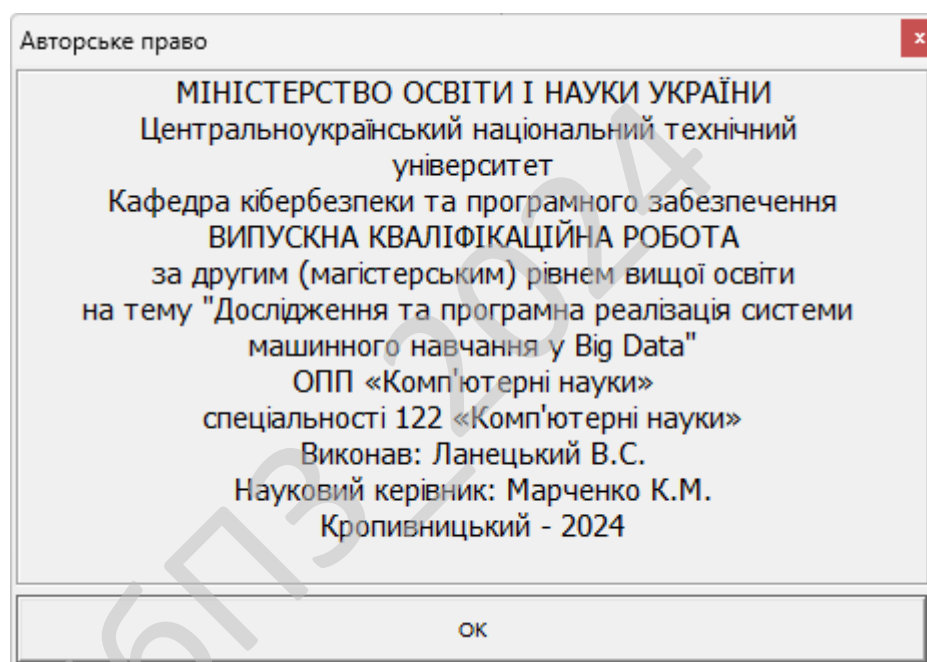 Авторське право
x
МІНІСТЕРСТВО ОСВІТИ І НАУКИ УКРАЇНИ
Центральноукраїнський національний технічний
університет
Кафедра кібербезпеки та програмного забезпечення
ВИПУСКНА КВАЛІФІКАЦІЙНА РОБОТА
за другим (магістерським) рівнем вищої освіти
на тему "Дослідження та програмна реалізація системи
машинного навчання у Big Data"
ОПП «Комп'ютерні науки»
спеціальності 122 «Комп'ютерні науки»
Виконав: Ланецький В.С.
Науковий керівник: Марченко К.М.
Кропивницький - 2024
ОК
бПЗ_2024